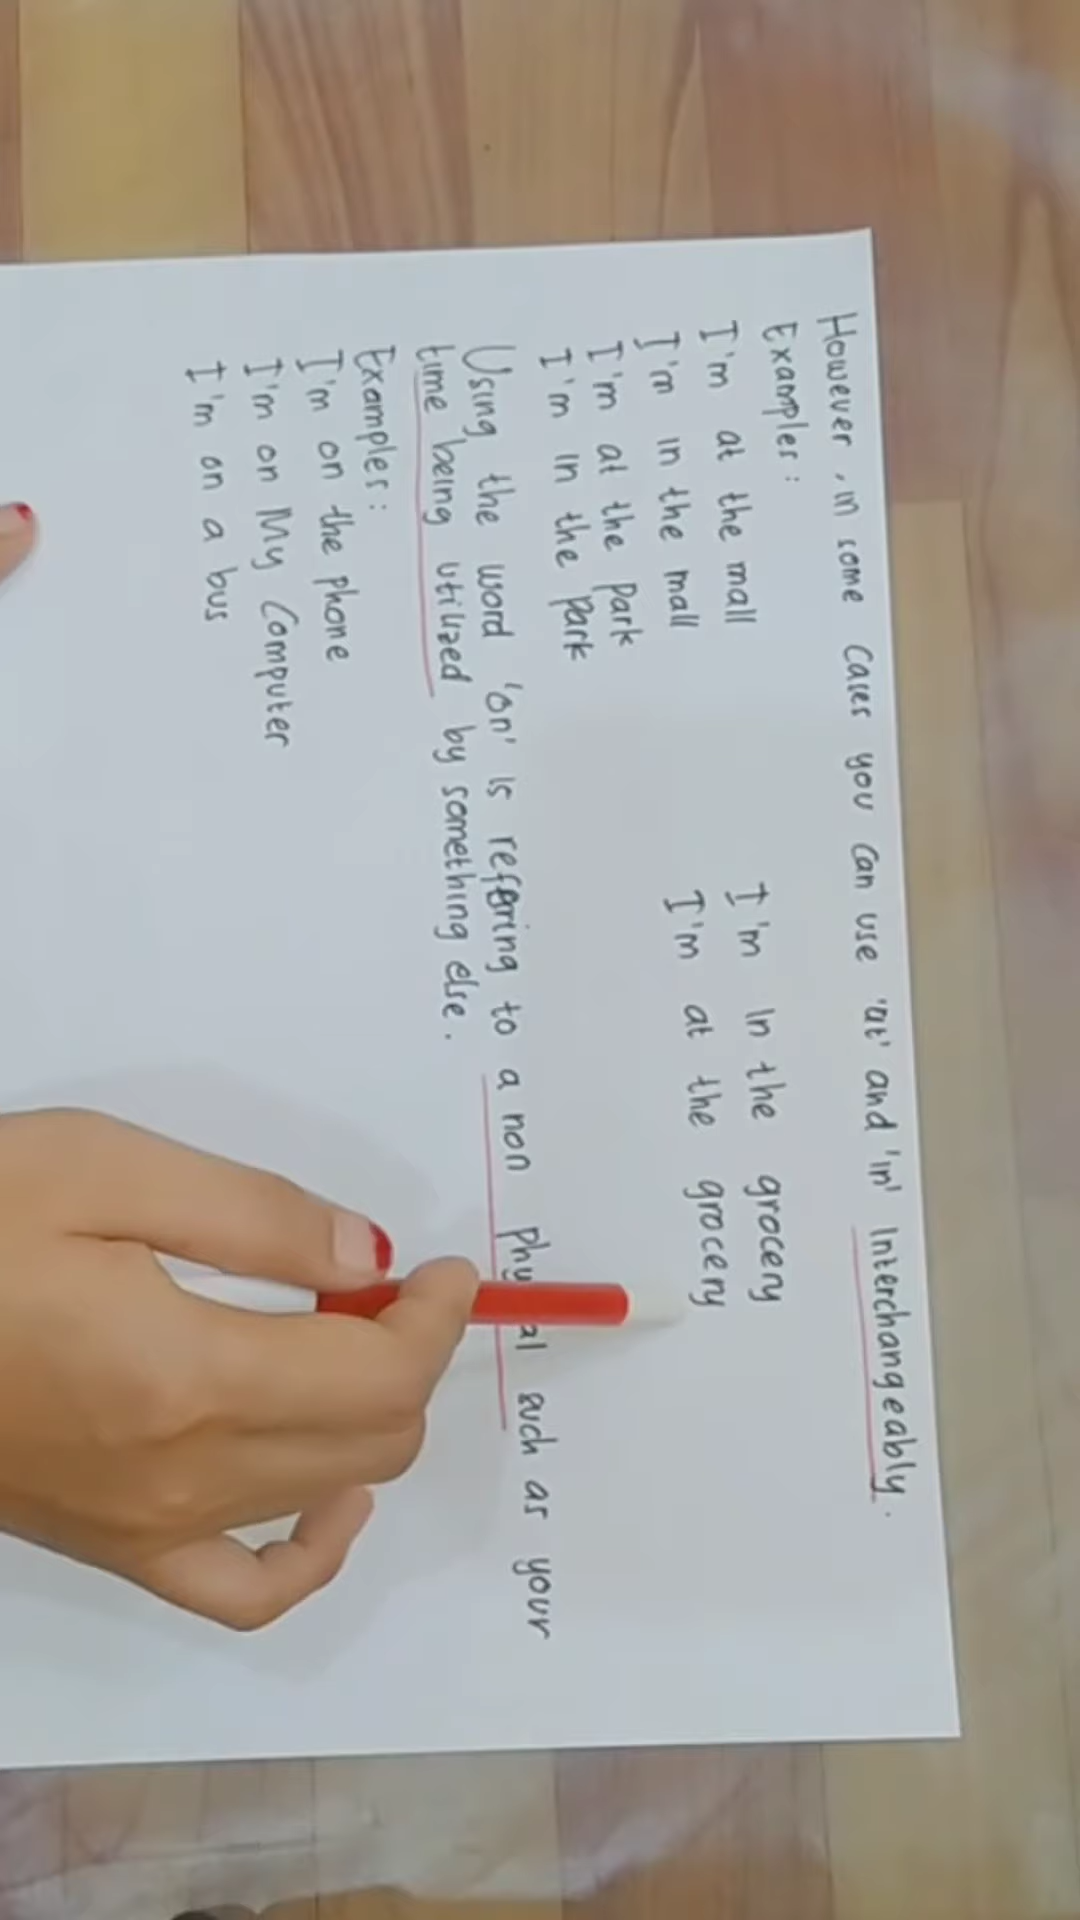 However, in some cases you can use 'at' and 'in' Interchangeably.
Examples:
I'm at the mall
I'm in the mall
I'm at the park
I'm in the park
I'm in the grocery
I'm at the grocery
Using the word 'on' is refering to a non such as your
time being utilized by something else.
Examples:
I'm on the phone
I'm on My Computer
I'm on a bus